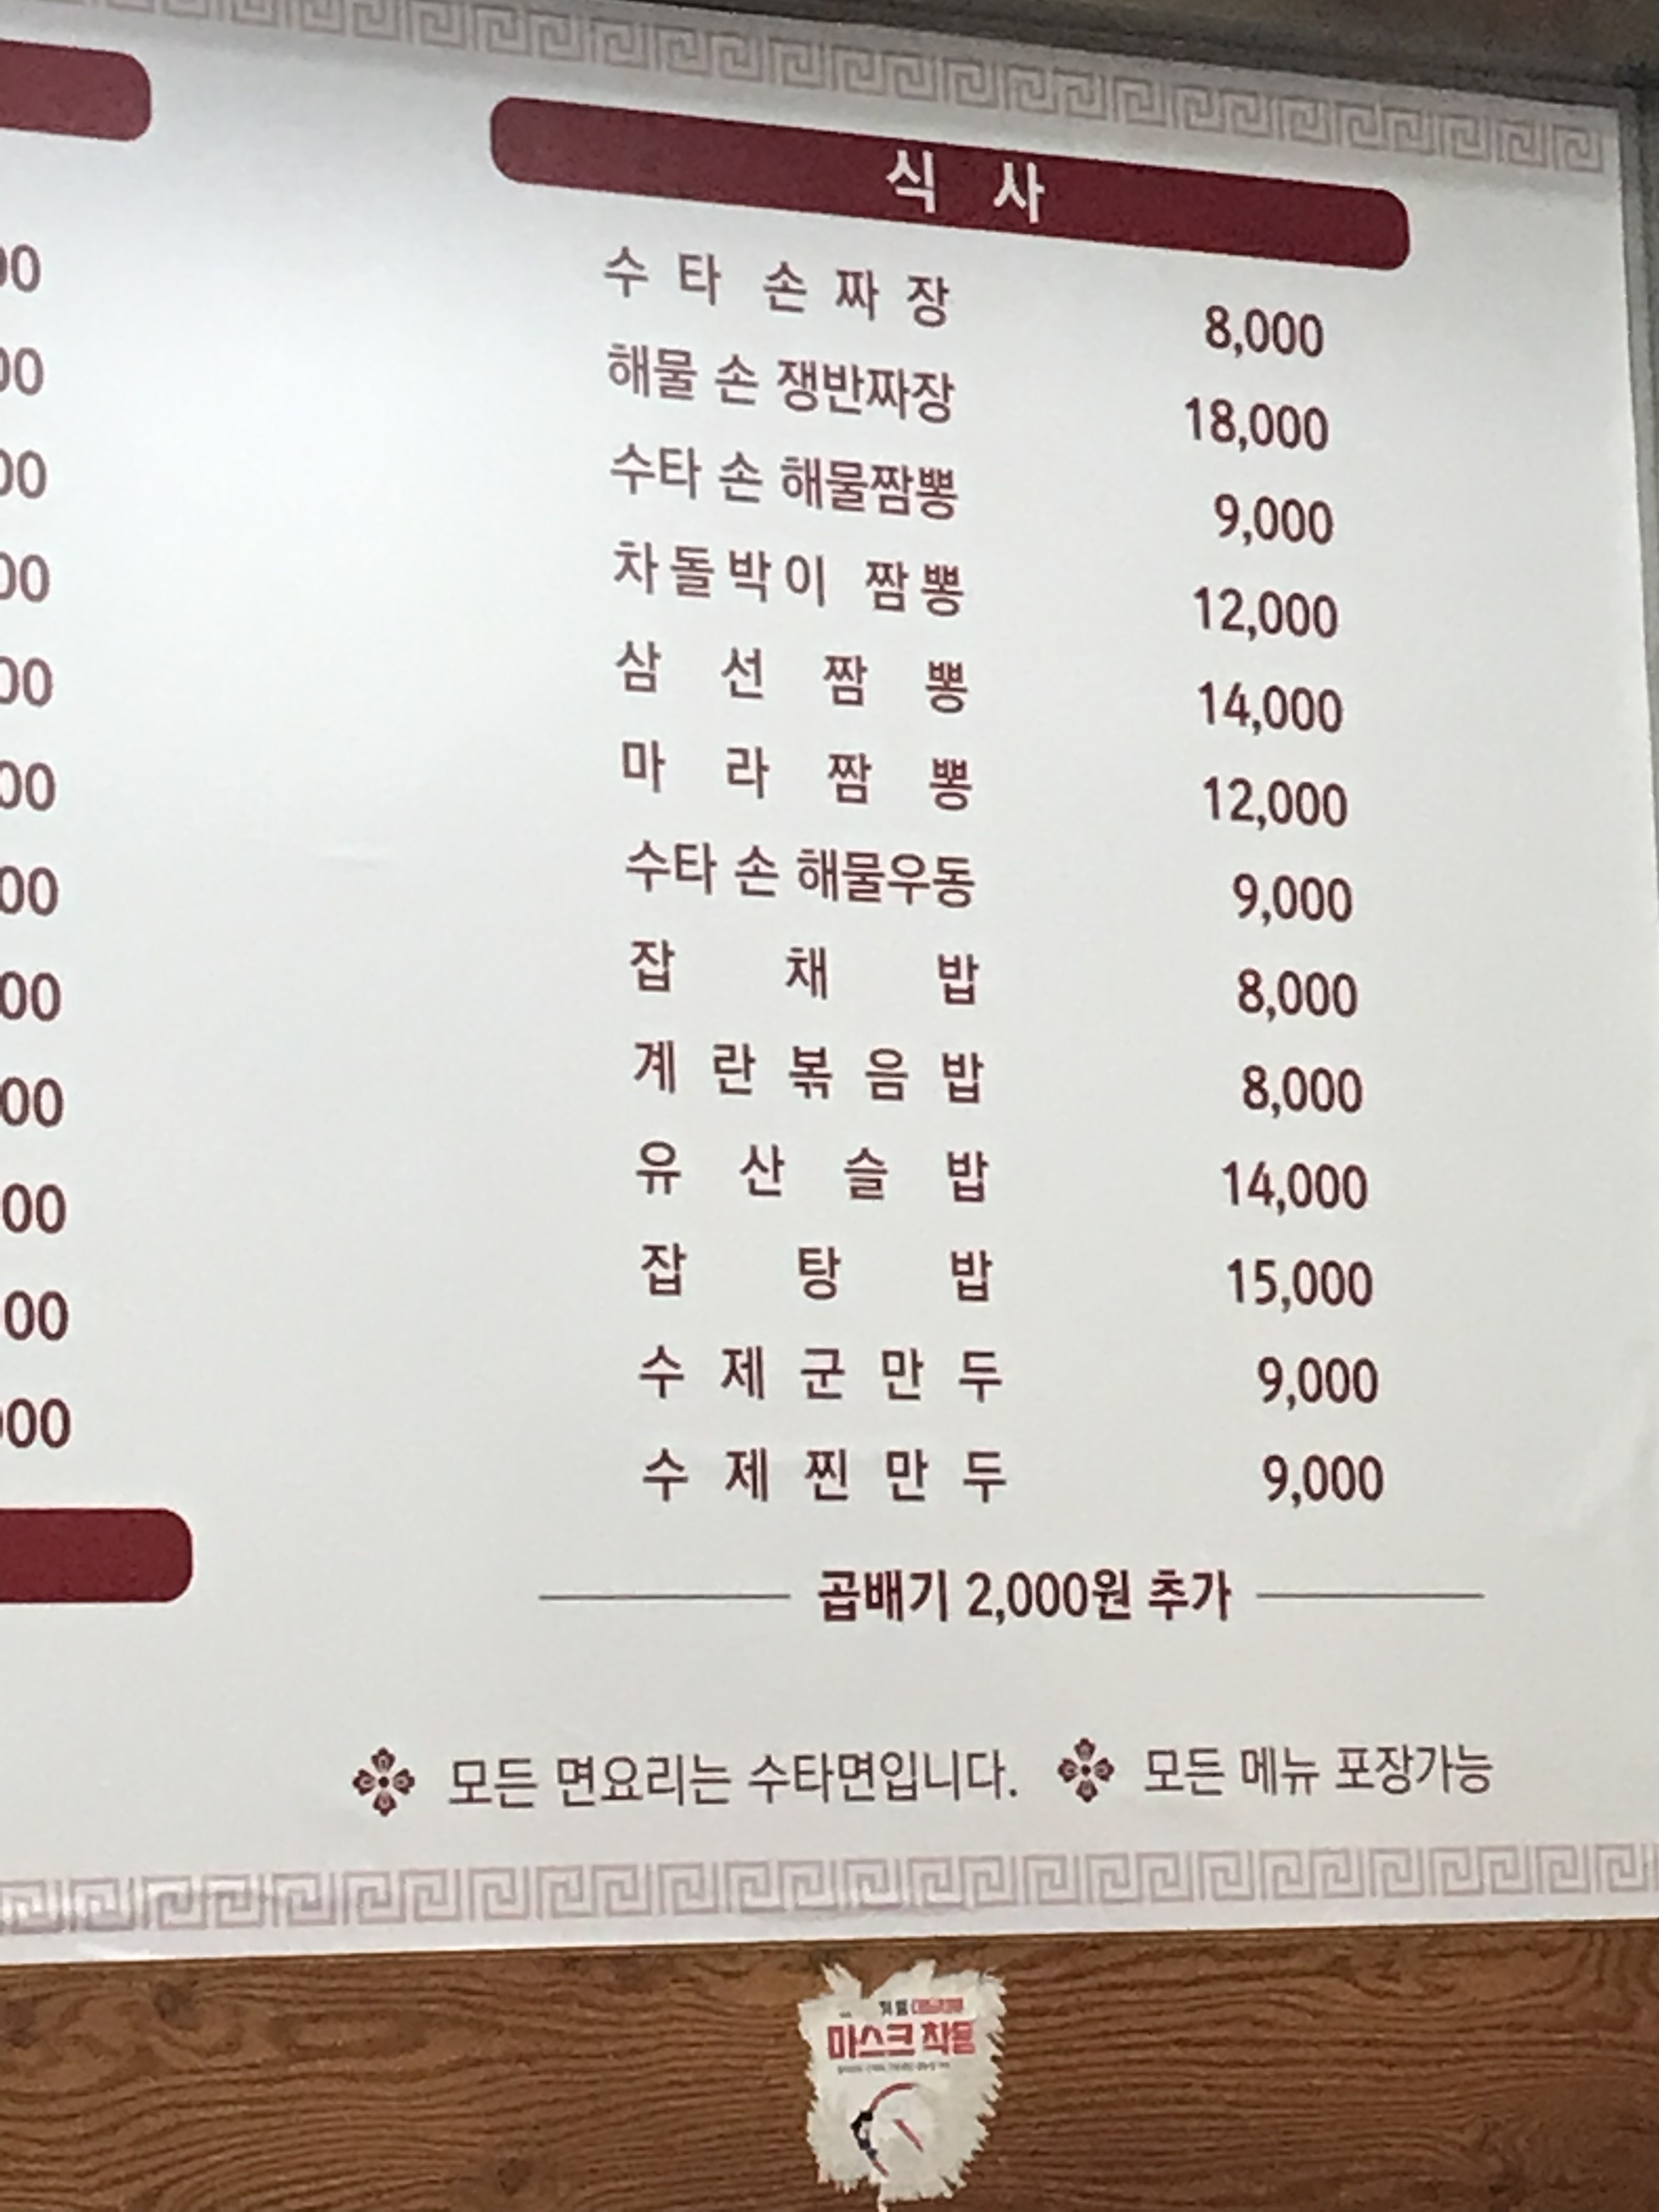 식 사
수 타 손 짜 장 8,000
해물 손 쟁반짜장 18,000
수타 손 해물짬뽕 9,000
차돌박이 짬뽕 12,000
삼 선 짬 뽕 14,000
마 라 짬 뽕 12,000
수타 손 해물우동 9,000
잡 채 밥 8,000
계 란 볶 음 밥 8,000
유 산 슬 밥 14,000
잡 탕 밥 15,000
수 제 군 만 두 9,000
수 제 찐 만 두 9,000
곱배기 2,000원 추가
모든 면요리는 수타면입니다. 모든 메뉴 포장가능
마스크 착용